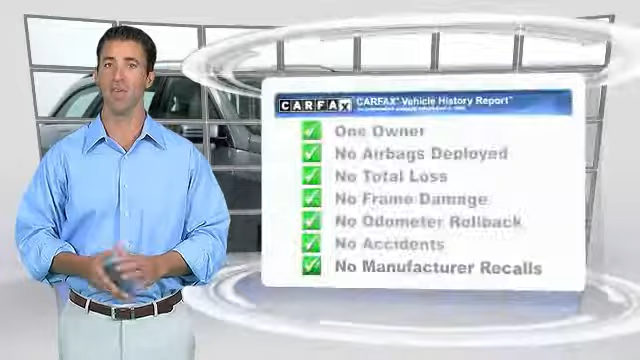 CARFAX CARFAX Vehicle History Report™
One Owner
No Airbags Deployed
No Total Loss
No Frame Damage
No Odometer Rollback
No Accidents
No Manufacturer Recalls